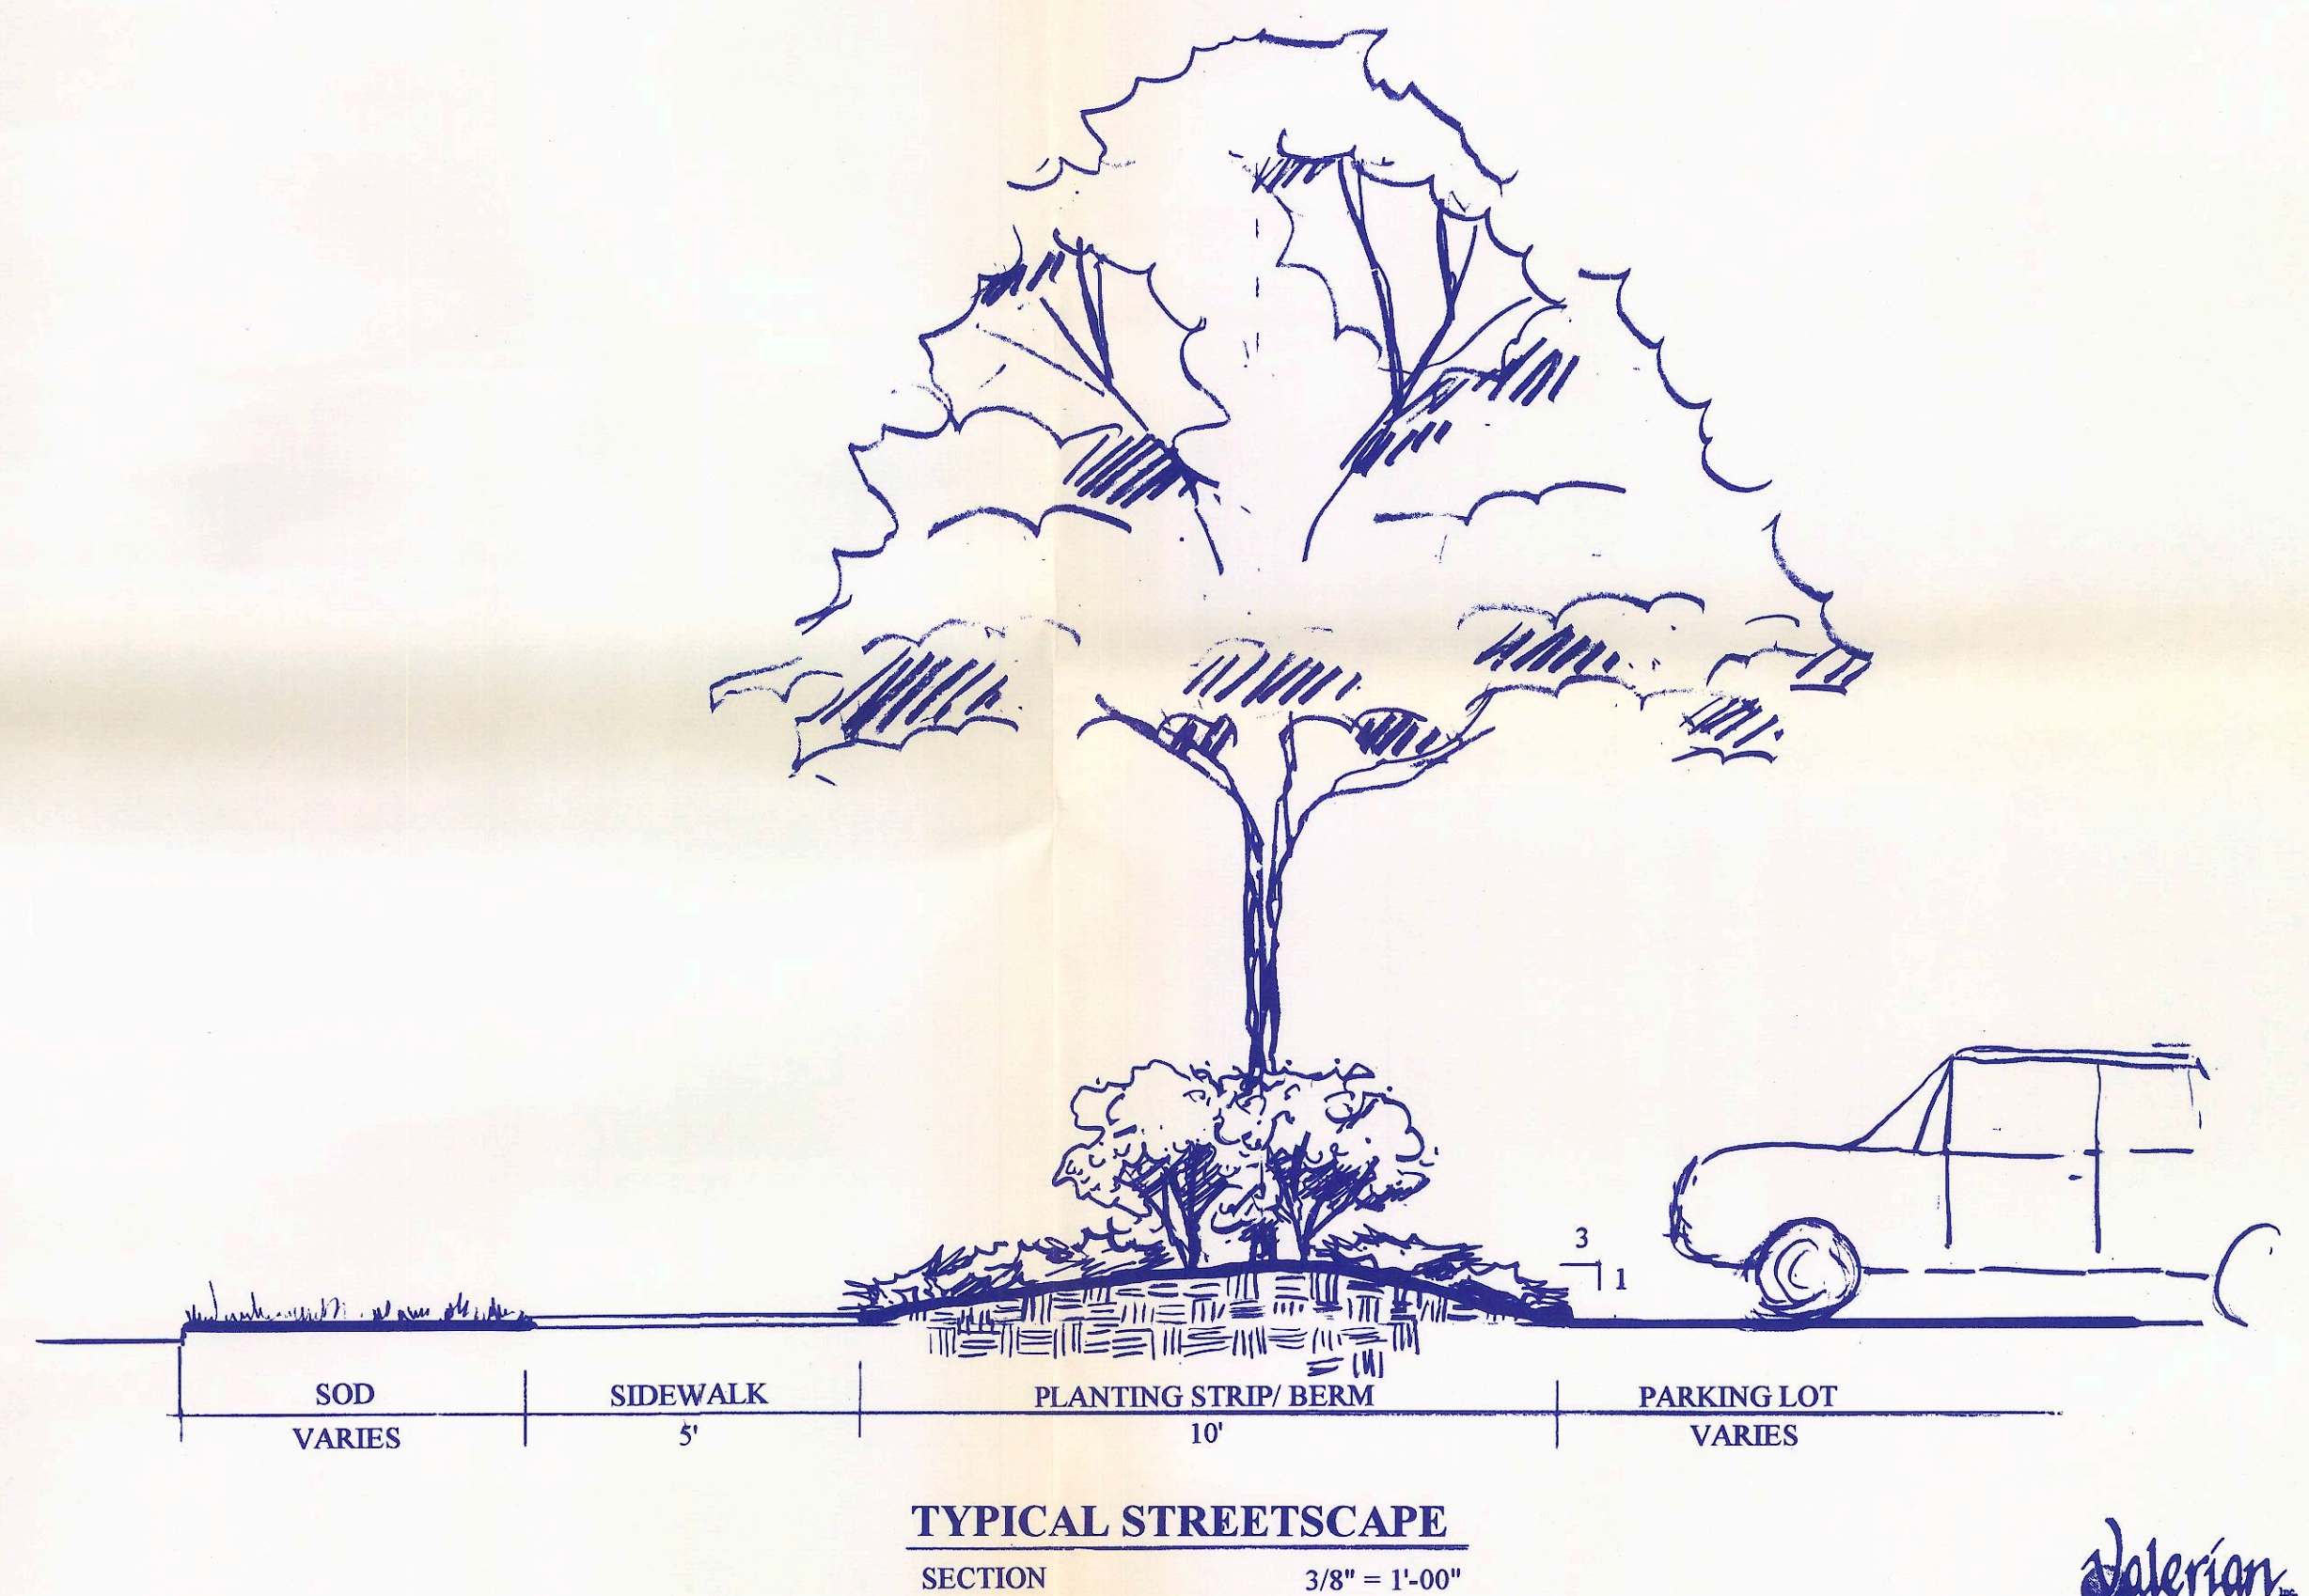 3
1
SOD
SIDEWALK
PLANTING STRIP/ BERM
PARKING LOT
VARIES
5'
10'
VARIES
TYPICAL STREETSCAPE
SECTION
3/8" = 1'-00"
Valerian